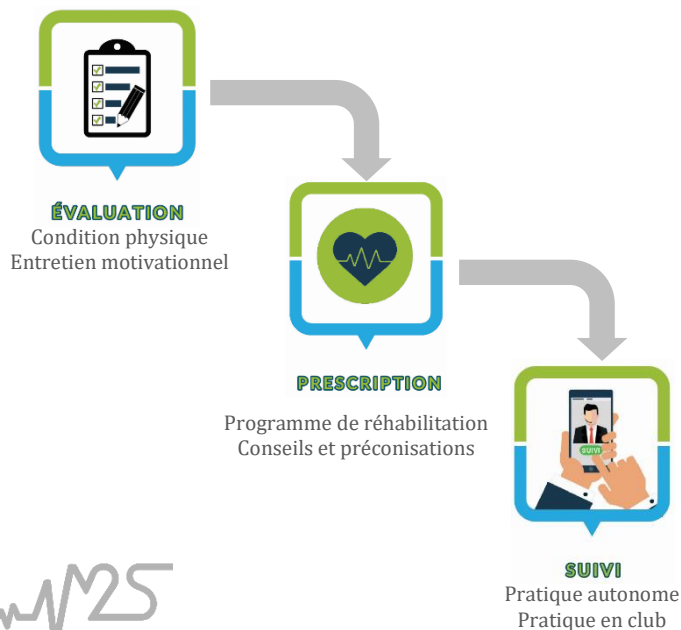 ÉVALUATION
Condition physique
Entretien motivationnel
PRESCRIPTION
Programme de réhabilitation
Conseils et préconisations
SUIVI
SUIVI
Pratique autonome
Pratique en club
M2S